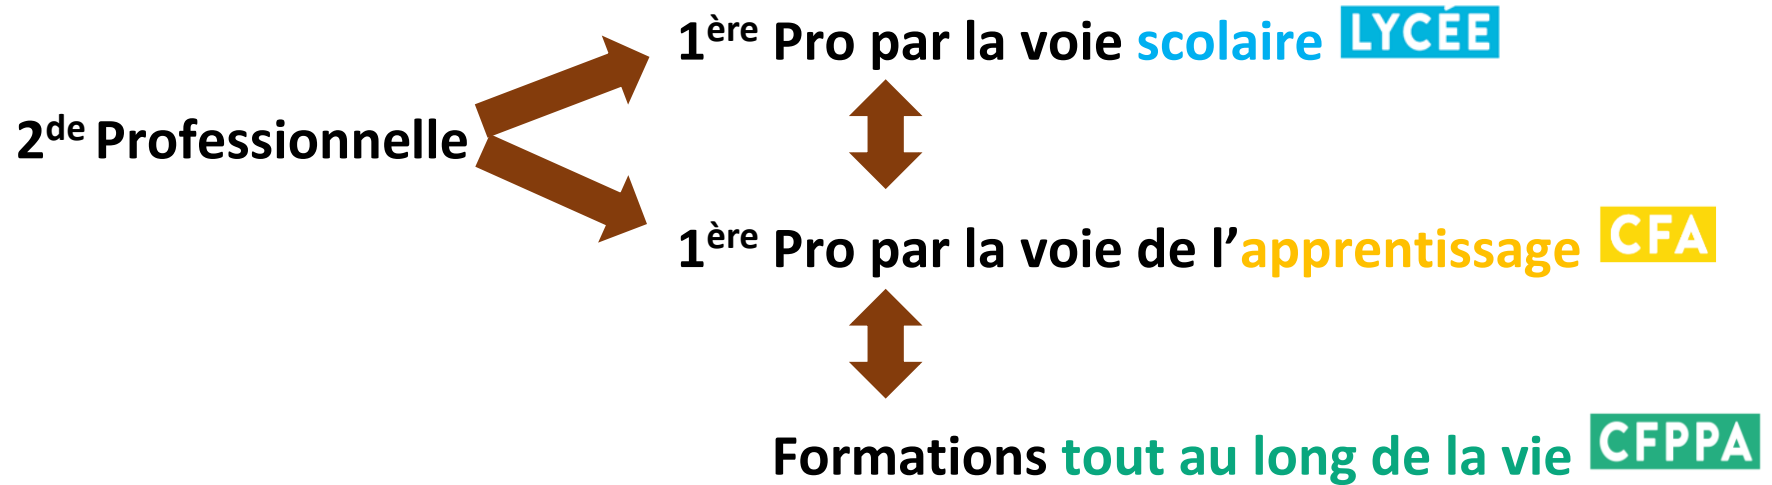 1ère Pro par la voie scolaire LYCÉE
2de Professionnelle
1ère Pro par la voie de l’apprentissage CFA
Formations tout au long de la vie CFPPA